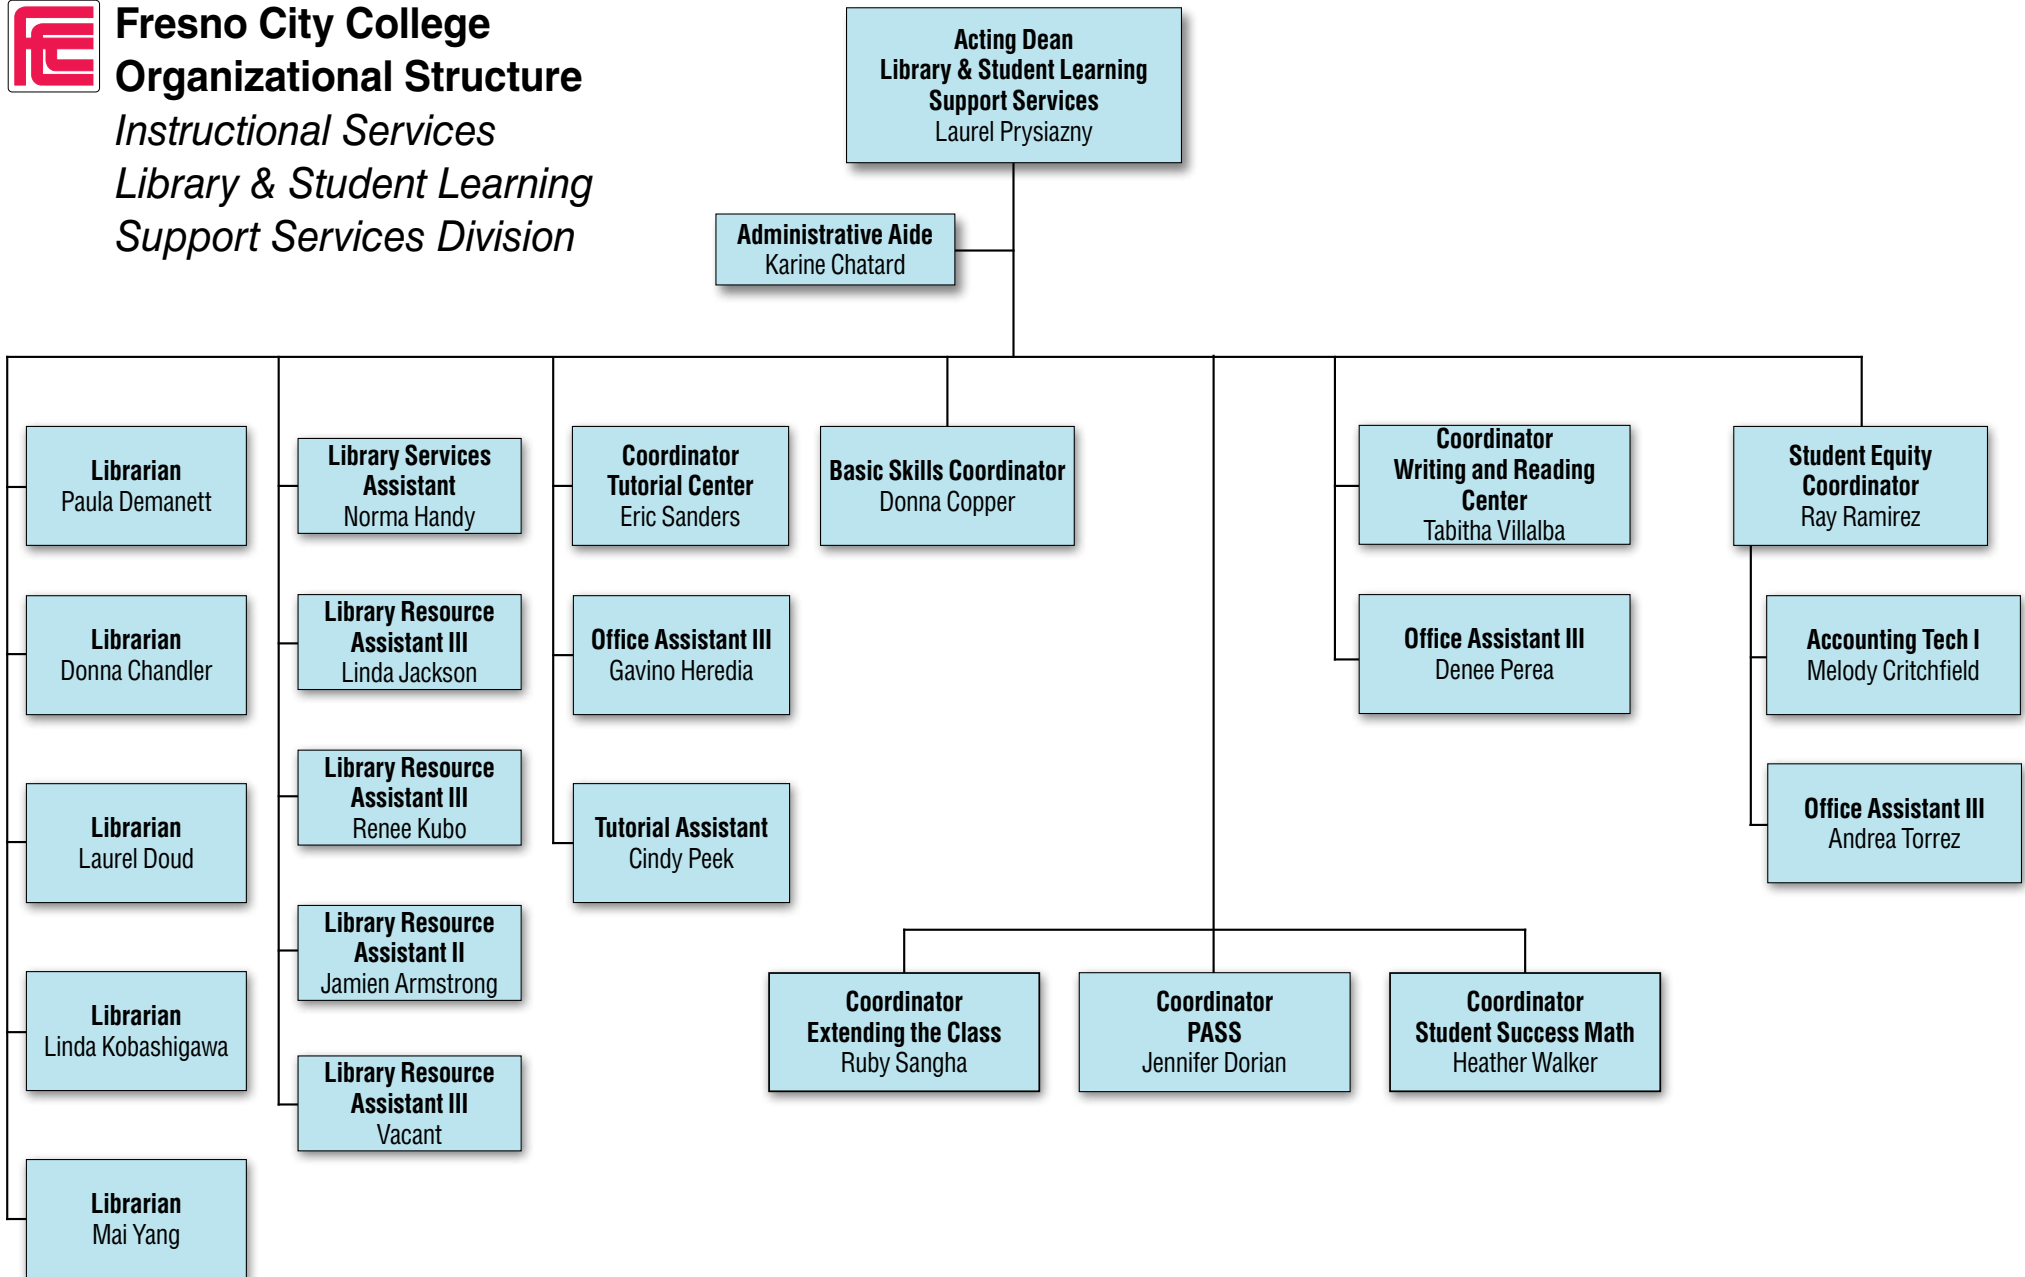 Fresno City College
Organizational Structure
Instructional Services
Library & Student Learning
Support Services Division
Acting Dean
Library & Student Learning
Support Services
Laurel Prysiazny
Administrative Aide
Karine Chatard
Librarian
Paula Demanett
Librarian
Donna Chandler
Librarian
Laurel Doud
Librarian
Linda Kobashigawa
Librarian
Mai Yang
Library Services
Assistant
Norma Handy
Library Resource
Assistant III
Linda Jackson
Library Resource
Assistant III
Renee Kubo
Library Resource
Assistant II
Jamien Armstrong
Library Resource
Assistant III
Vacant
Coordinator
Tutorial Center
Eric Sanders
Office Assistant III
Gavino Heredia
Tutorial Assistant
Cindy Peek
Basic Skills Coordinator
Donna Copper
Coordinator
Extending the Class
Ruby Sangha
Coordinator
PASS
Jennifer Dorian
Coordinator
Student Success Math
Heather Walker
Coordinator
Writing and Reading
Center
Tabitha Villalba
Office Assistant III
Denee Perea
Student Equity
Coordinator
Ray Ramirez
Accounting Tech I
Melody Critchfield
Office Assistant III
Andrea Torrez